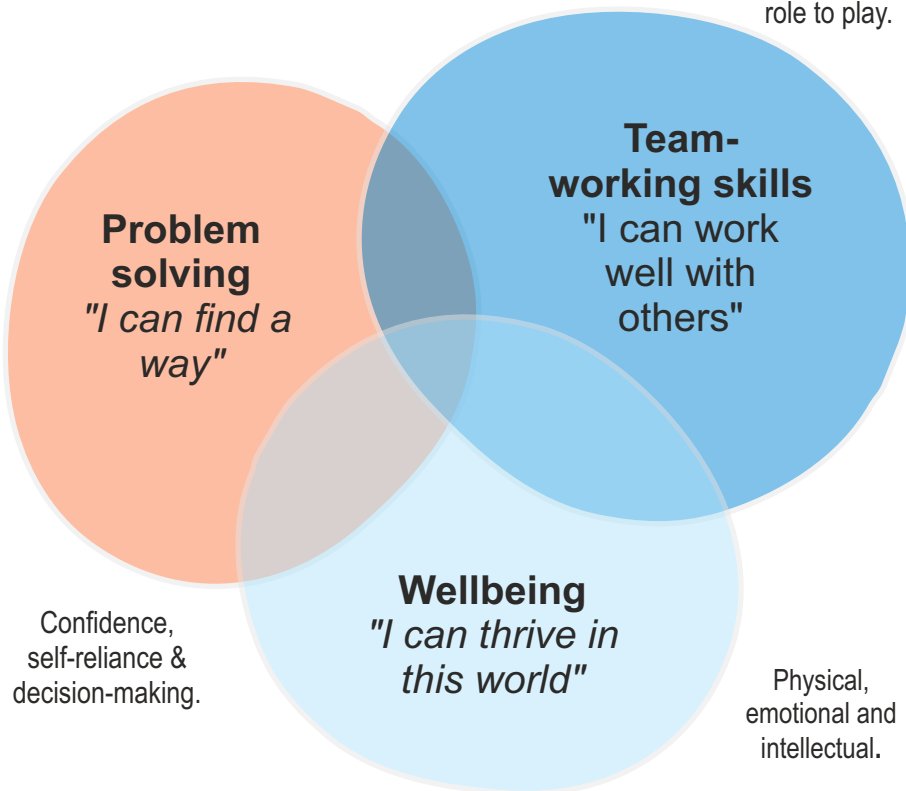 role to play.
Team-
working skills
"I can work
well with
others"
Problem
solving
"I can find a
way"
Wellbeing
"I can thrive in
this world"
Confidence,
self-reliance &
decision-making.
Physical,
emotional and
intellectual.